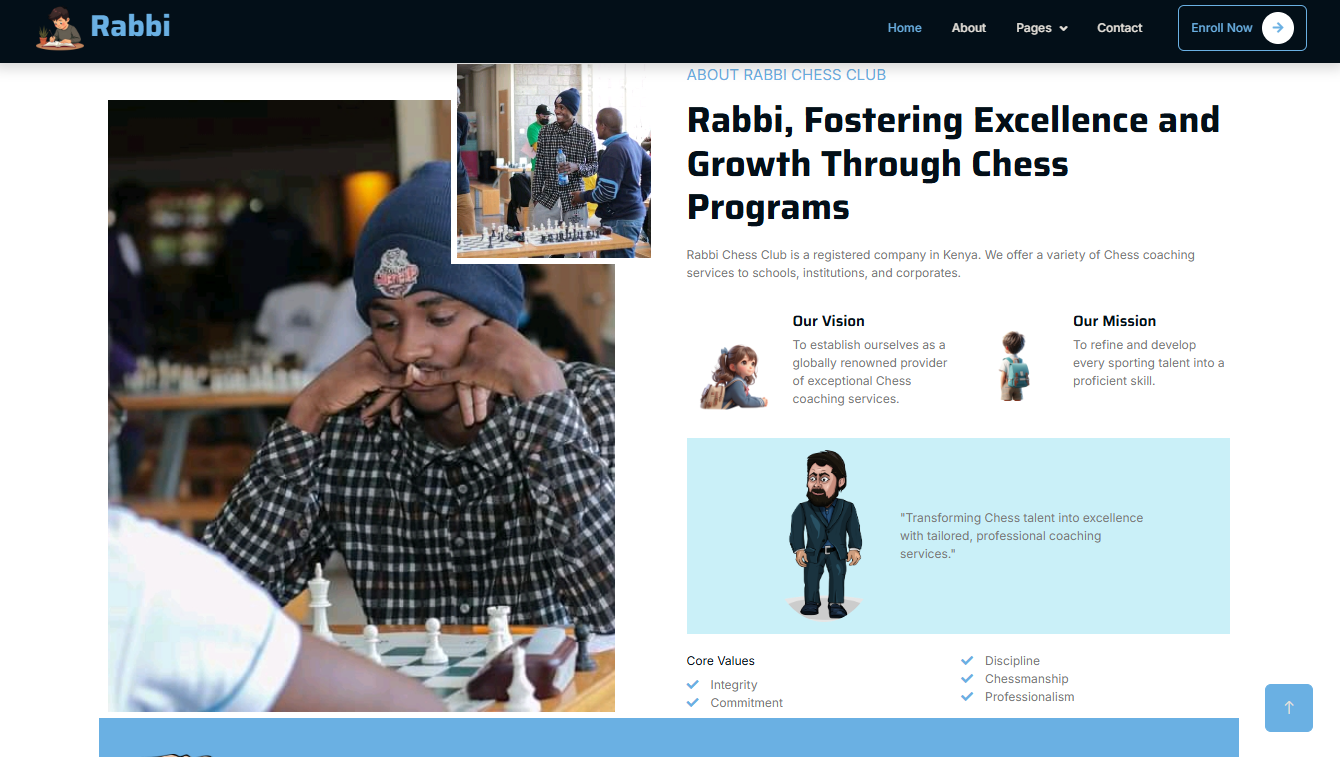 Rabbi
Home About Pages Contact Enroll Now
ABOUT RABBI CHESS CLUB
Rabbi, Fostering Excellence and
Growth Through Chess
Programs
Rabbi Chess Club is a registered company in Kenya. We offer a variety of Chess coaching
services to schools, institutions, and corporates.
Our Vision
To establish ourselves as a
globally renowned provider
of exceptional Chess
coaching services.
Our Mission
To refine and develop
every sporting talent into a
proficient skill.
"Transforming Chess talent into excellence
with tailored, professional coaching
services."
Core Values
Integrity
Commitment
Discipline
Chessmanship
Professionalism